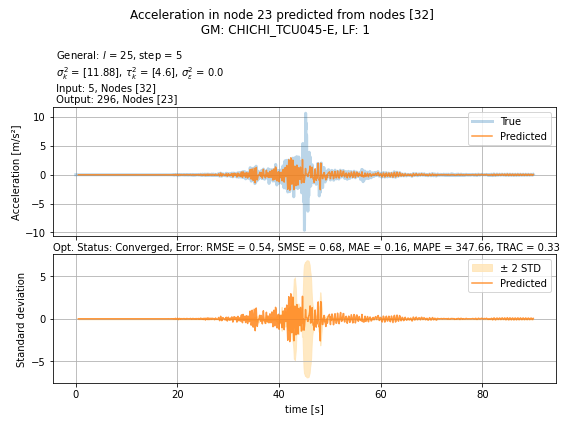 Acceleration in node 23 predicted from nodes [32]
GM: CHICHI_TCU045-E, LF: 1
General: l = 25, step = 5
σ²ₖ = [11.88], τ²ₖ = [4.6], σ²ε = 0.0
Input: 5, Nodes [32]
Output: 296, Nodes [23]
10
5
0
−5
−10
Acceleration [m/s²]
True
Predicted
Opt. Status: Converged, Error: RMSE = 0.54, SMSE = 0.68, MAE = 0.16, MAPE = 347.66, TRAC = 0.33
5
0
−5
Standard deviation
± 2 STD
Predicted
0 20 40 60 80
time [s]